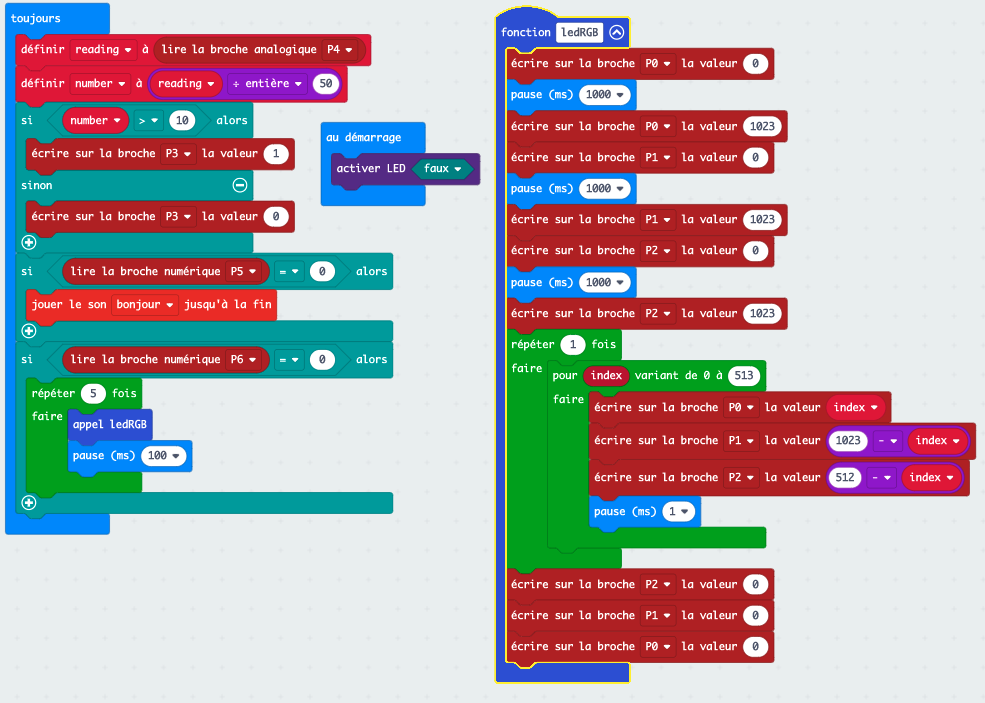 toujours
définir reading à lire la broche analogique P4
définir number à reading ÷ entière 50
si number > 10 alors
écrire sur la broche P3 la valeur 1
sinon
écrire sur la broche P3 la valeur 0
si lire la broche numérique P5 = 0 alors
jouer le son bonjour jusqu'à la fin
si lire la broche numérique P6 = 0 alors
répéter 5 fois
faire
appel ledRGB
pause (ms) 100
au démarrage
activer LED faux
fonction ledRGB
écrire sur la broche P0 la valeur 0
pause (ms) 1000
écrire sur la broche P0 la valeur 1023
écrire sur la broche P1 la valeur 0
pause (ms) 1000
écrire sur la broche P1 la valeur 1023
écrire sur la broche P2 la valeur 0
pause (ms) 1000
écrire sur la broche P2 la valeur 1023
répéter 1 fois
faire
pour index variant de 0 à 513
faire
écrire sur la broche P0 la valeur index
écrire sur la broche P1 la valeur 1023 - index
écrire sur la broche P2 la valeur 512 - index
pause (ms) 1
écrire sur la broche P2 la valeur 0
écrire sur la broche P1 la valeur 0
écrire sur la broche P0 la valeur 0